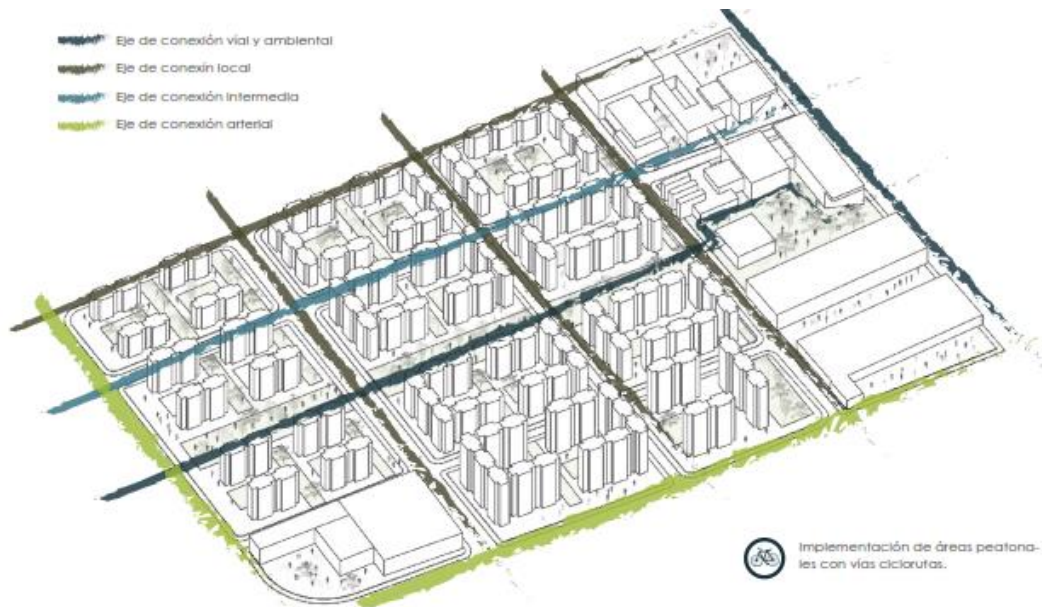 Eje de conexión vial y ambiental
Eje de conexín local
Eje de conexión intermedia
Eje de conexión arterial
Implementación de áreas peatona-
les con vías ciclorutas.